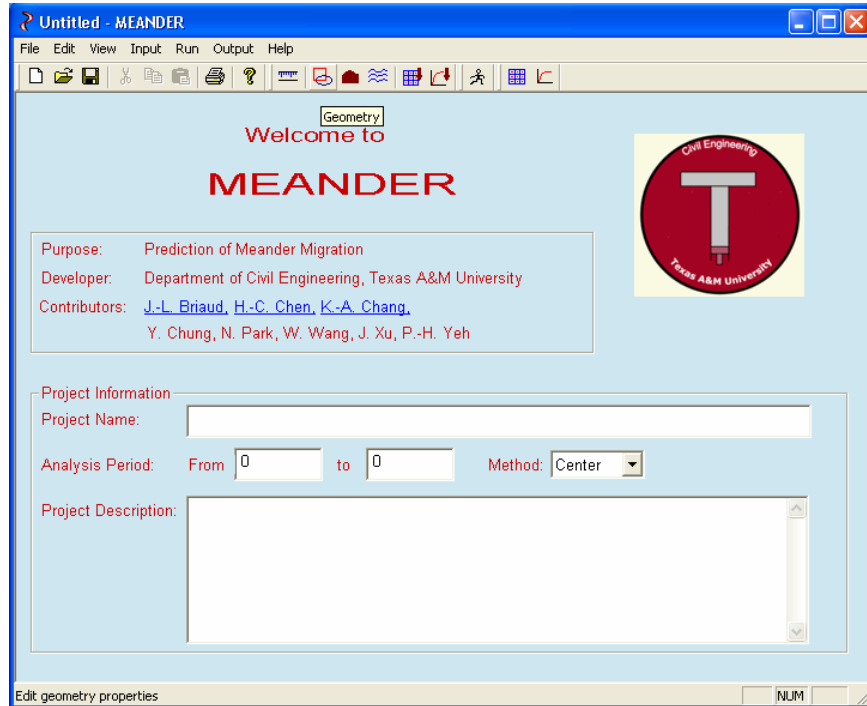 Untitled - MEANDER
File Edit View Input Run Output Help
Geometry
Welcome to
MEANDER
Civil Engineering
Texas A&M University
Purpose: Prediction of Meander Migration
Developer: Department of Civil Engineering, Texas A&M University
Contributors: J.-L. Briaud, H.-C. Chen, K.-A. Chang,
Y. Chung, N. Park, W. Wang, J. Xu, P.-H. Yeh
Project Information
Project Name:
Analysis Period: From 0 to 0 Method: Center
Project Description:
Edit geometry properties NUM